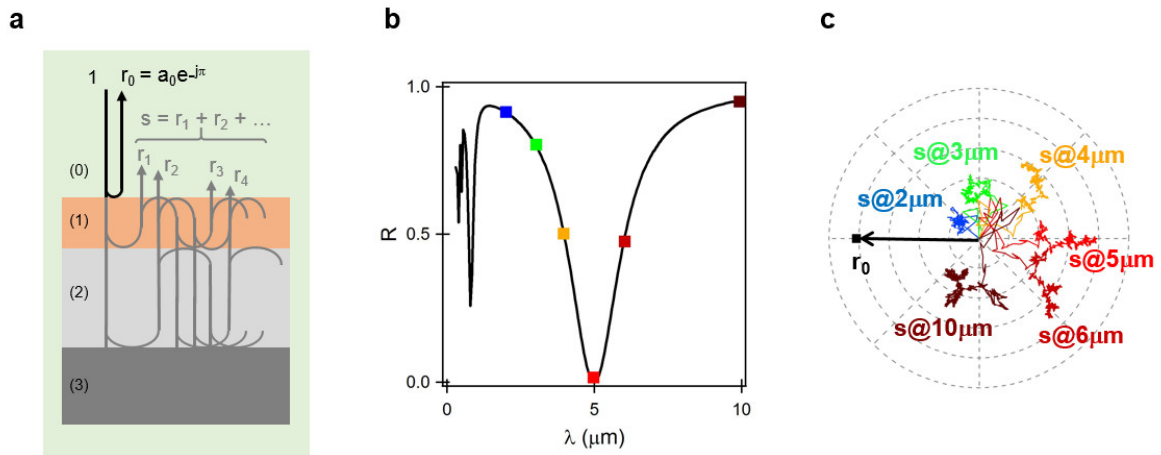 a
1 r₀ = a₀e-ʲᵖⁱ
s = r₁ + r₂ + ...
r₁
r₂
r₃
r₄
(0)
(1)
(2)
(3)
b
1.0
0.5
0.0
R
0
5
10
λ (μm)
c
s@3μm
s@4μm
s@2μm
r₀
s@5μm
s@10μm
s@6μm